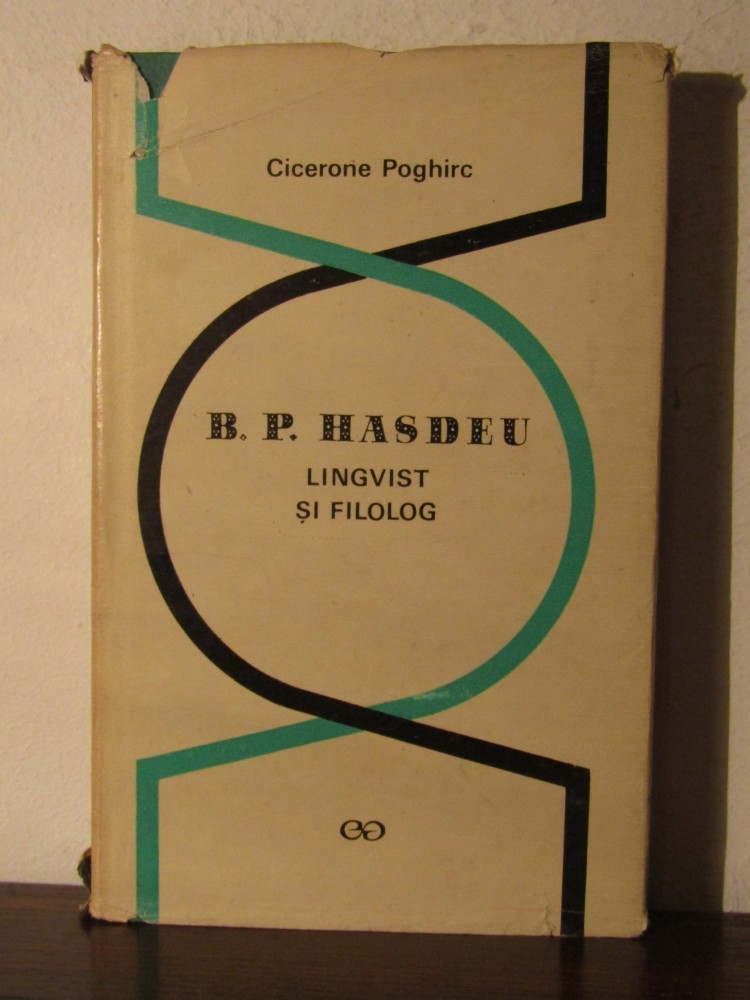 Cicerone Poghirc
B. P. HASDEU
LINGVIST
ȘI FILOLOG